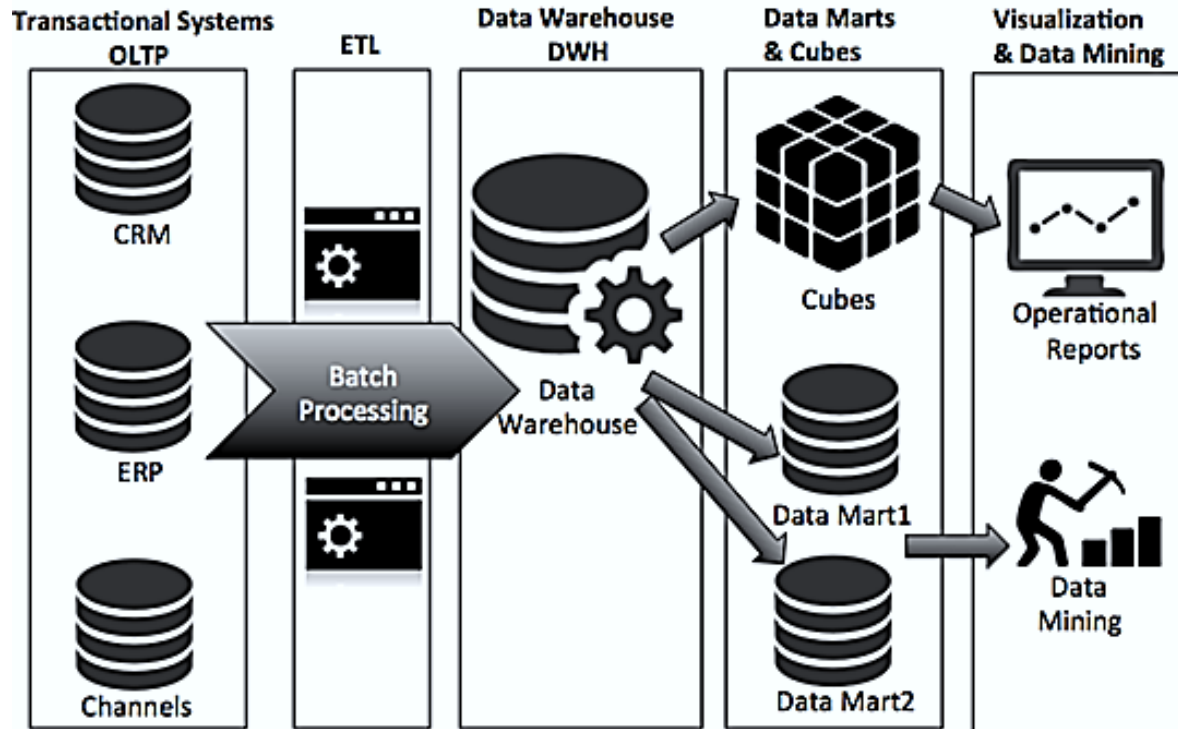 Transactional Systems
OLTP
ETL
Data Warehouse
DWH
Data Marts
& Cubes
Visualization
& Data Mining
CRM
ERP
Channels
Batch
Processing
Data
Warehouse
Cubes
Data Mart1
Data Mart2
Operational
Reports
Data
Mining